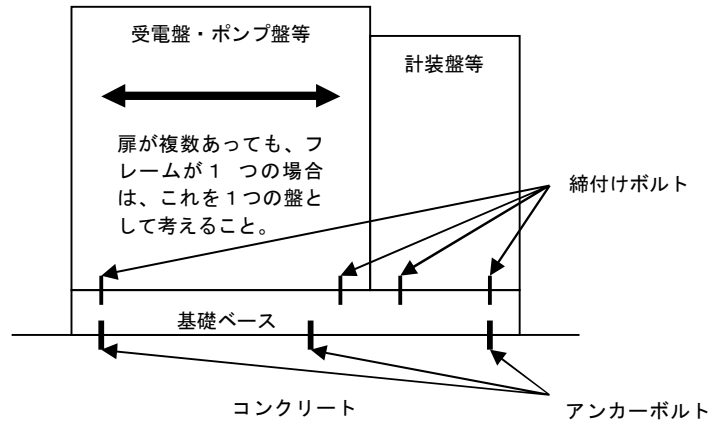 受電盤・ポンプ盤等
計装盤等
扉が複数あっても、フ
レームが１ つの場合
は、これを１つの盤と
して考えること。
締付けボルト
基礎ベース
コンクリート
アンカーボルト